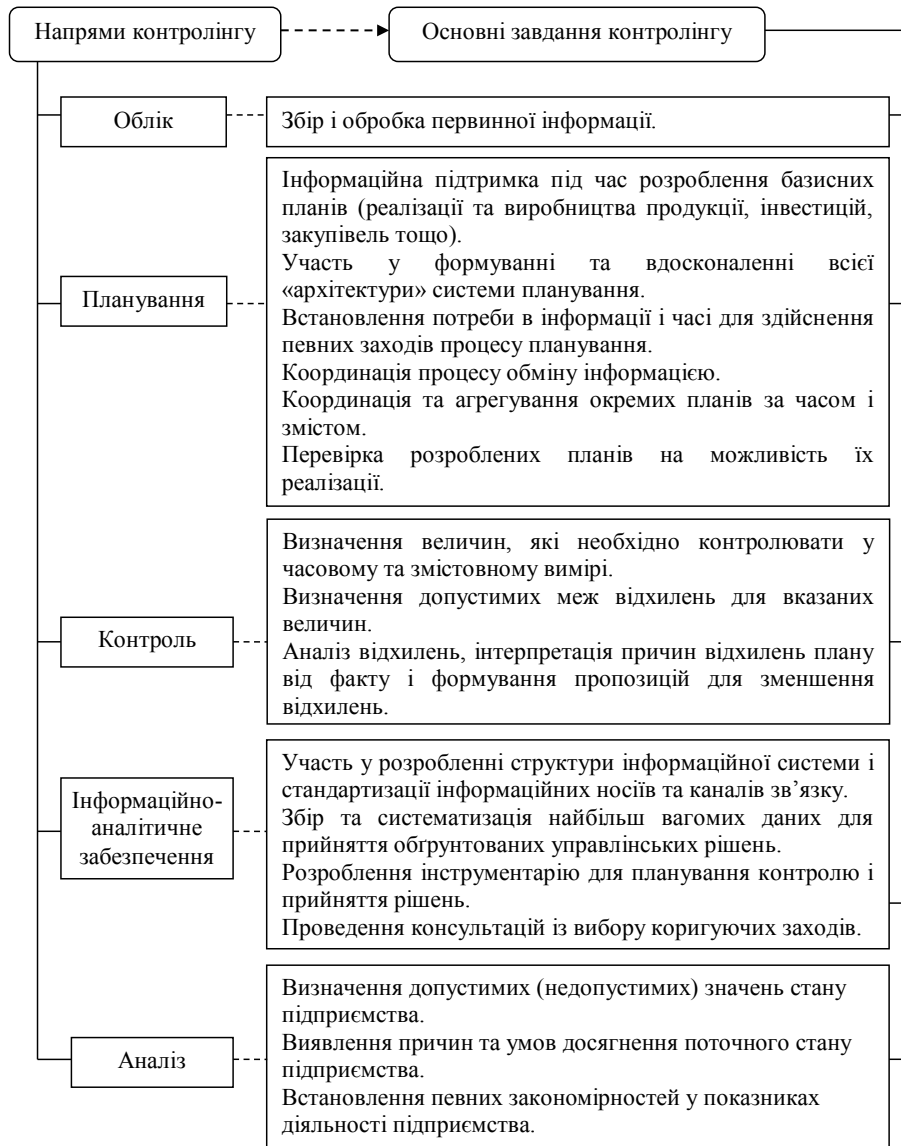 Напрями контролінгу
Основні завдання контролінгу
Облік
Збір і обробка первинної інформації.
Планування
Інформаційна підтримка під час розроблення базисних
планів (реалізації та виробництва продукції, інвестицій,
закупівель тощо).
Участь у формуванні та вдосконаленні всієї
«архітектури» системи планування.
Встановлення потреби в інформації і часі для здійснення
певних заходів процесу планування.
Координація процесу обміну інформацією.
Координація та агрегування окремих планів за часом і
змістом.
Перевірка розроблених планів на можливість їх
реалізації.
Контроль
Визначення величин, які необхідно контролювати у
часовому та змістовному вимірі.
Визначення допустимих меж відхилень для вказаних
величин.
Аналіз відхилень, інтерпретація причин відхилень плану
від факту і формування пропозицій для зменшення
відхилень.
Інформаційно-
аналітичне
забезпечення
Участь у розробленні структури інформаційної системи і
стандартизації інформаційних носіїв та каналів зв’язку.
Збір та систематизація найбільш вагомих даних для
прийняття обґрунтованих управлінських рішень.
Розроблення інструментарію для планування контролю і
прийняття рішень.
Проведення консультацій із вибору коригуючих заходів.
Аналіз
Визначення допустимих (недопустимих) значень стану
підприємства.
Виявлення причин та умов досягнення поточного стану
підприємства.
Встановлення певних закономірностей у показниках
діяльності підприємства.